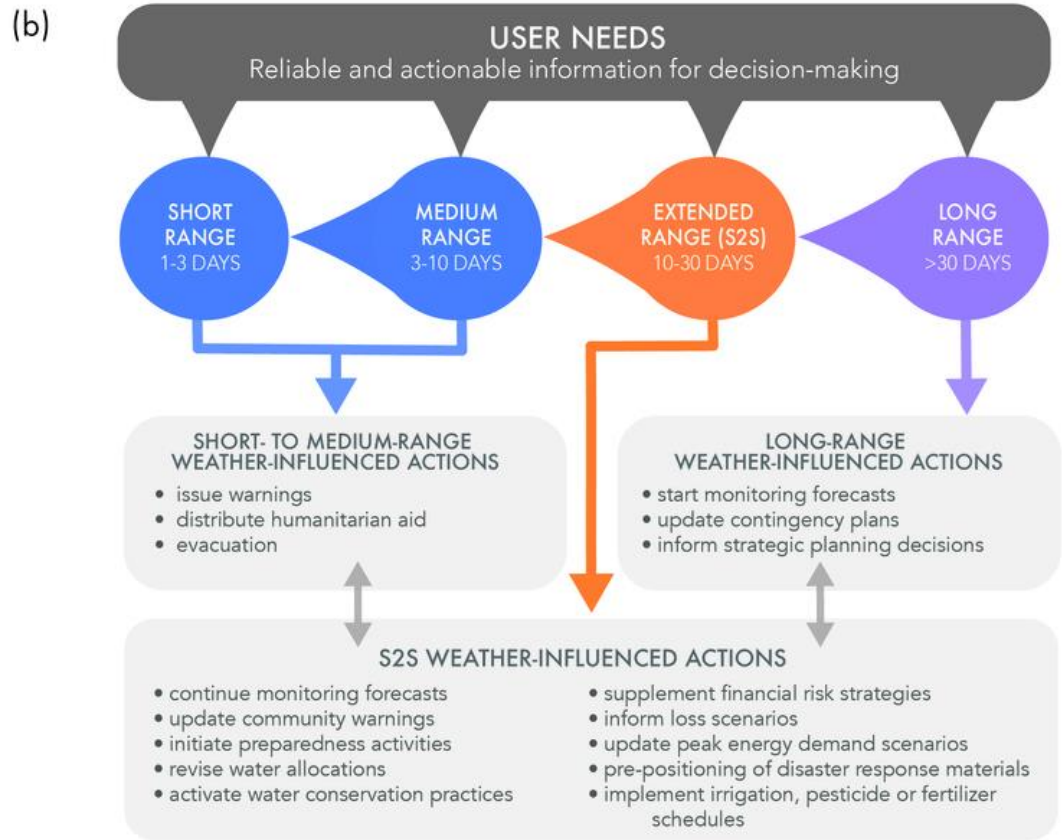 (b)
USER NEEDS
Reliable and actionable information for decision-making
SHORT
RANGE
1-3 DAYS
MEDIUM
RANGE
3-10 DAYS
EXTENDED
RANGE (S2S)
10-30 DAYS
LONG
RANGE
>30 DAYS
SHORT- TO MEDIUM-RANGE
WEATHER-INFLUENCED ACTIONS
• issue warnings
• distribute humanitarian aid
• evacuation
LONG-RANGE
WEATHER-INFLUENCED ACTIONS
• start monitoring forecasts
• update contingency plans
• inform strategic planning decisions
S2S WEATHER-INFLUENCED ACTIONS
• continue monitoring forecasts
• update community warnings
• initiate preparedness activities
• revise water allocations
• activate water conservation practices
• supplement financial risk strategies
• inform loss scenarios
• update peak energy demand scenarios
• pre-positioning of disaster response materials
• implement irrigation, pesticide or fertilizer
schedules